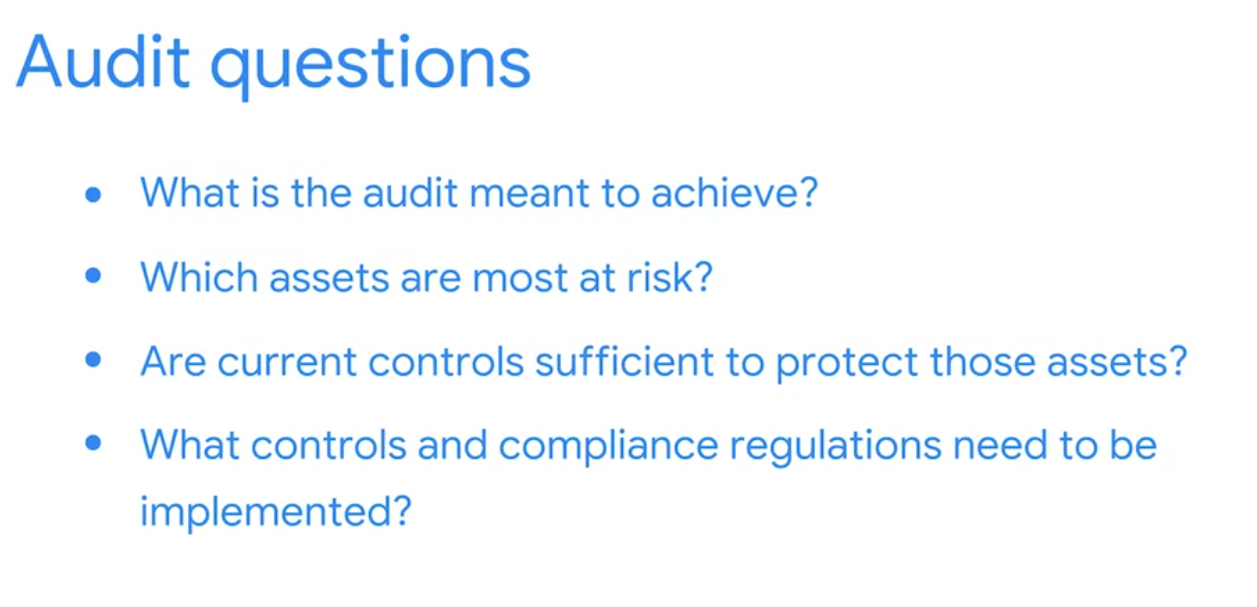 Audit questions
• What is the audit meant to achieve?
• Which assets are most at risk?
• Are current controls sufficient to protect those assets?
• What controls and compliance regulations need to be
implemented?